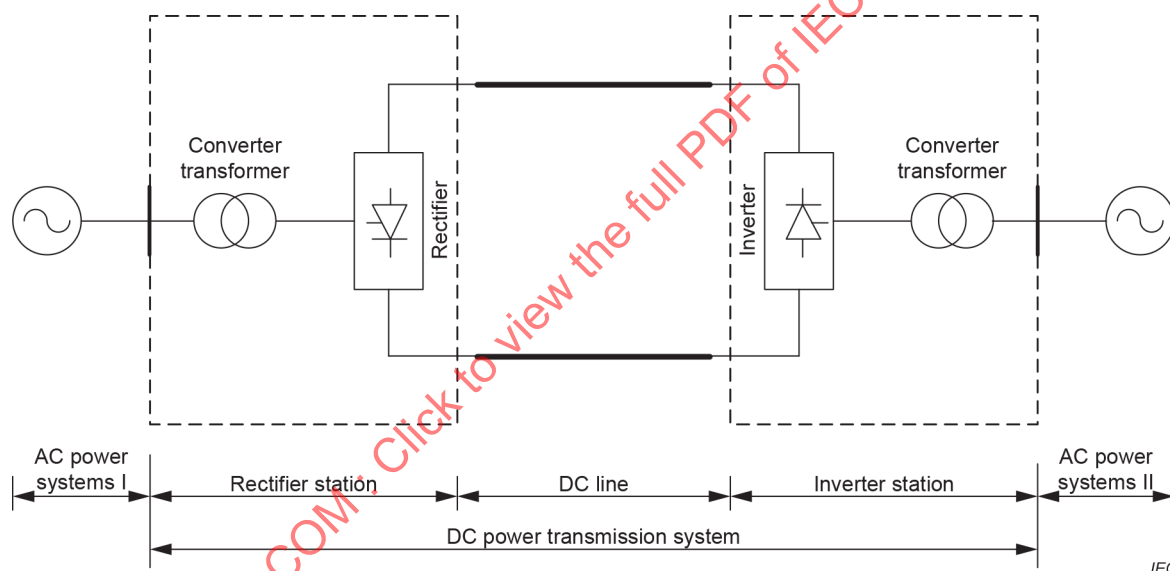 Converter
transformer
Rectifier
Inverter
Converter
transformer
AC power
systems I
Rectifier station
DC line
Inverter station
AC power
systems II
DC power transmission system
IEC
COM : Click to view the full PDF of IEC